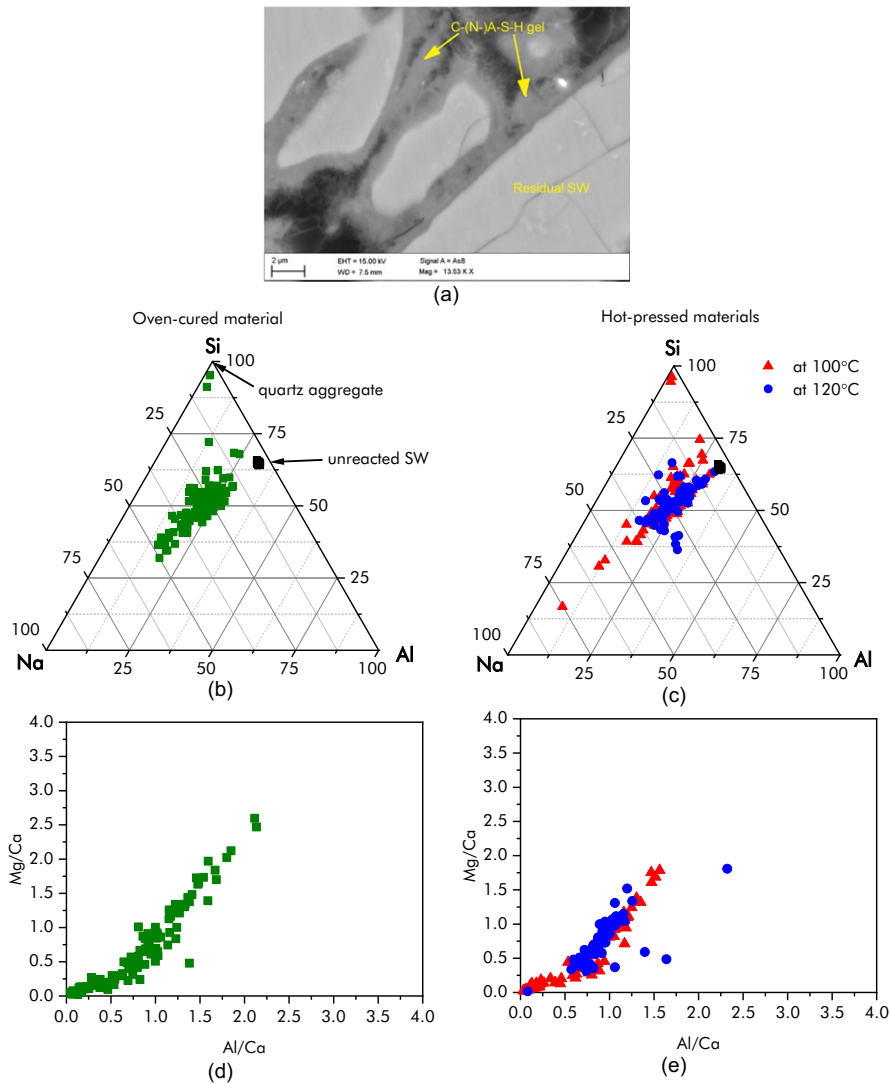 C-(N-)A-S-H gel
Residual SW
2 μm
EHT = 15.00 kV
Signal A = AsB
WD = 7.5 mm
Mag = 13.53 K X
(a)
Oven-cured material
Si
100
quartz aggregate
25
75
unreacted SW
50
50
75
25
100
Na
25
50
75
100
Al
(b)
Hot-pressed materials
Si
100
at 100°C
at 120°C
25
75
50
50
75
25
100
Na
25
50
75
100
Al
(c)
4.0
3.5
3.0
2.5
2.0
1.5
1.0
0.5
0.0
Mg/Ca
0.0 0.5 1.0 1.5 2.0 2.5 3.0 3.5 4.0
Al/Ca
(d)
4.0
3.5
3.0
2.5
2.0
1.5
1.0
0.5
0.0
Mg/Ca
0.0 0.5 1.0 1.5 2.0 2.5 3.0 3.5 4.0
Al/Ca
(e)